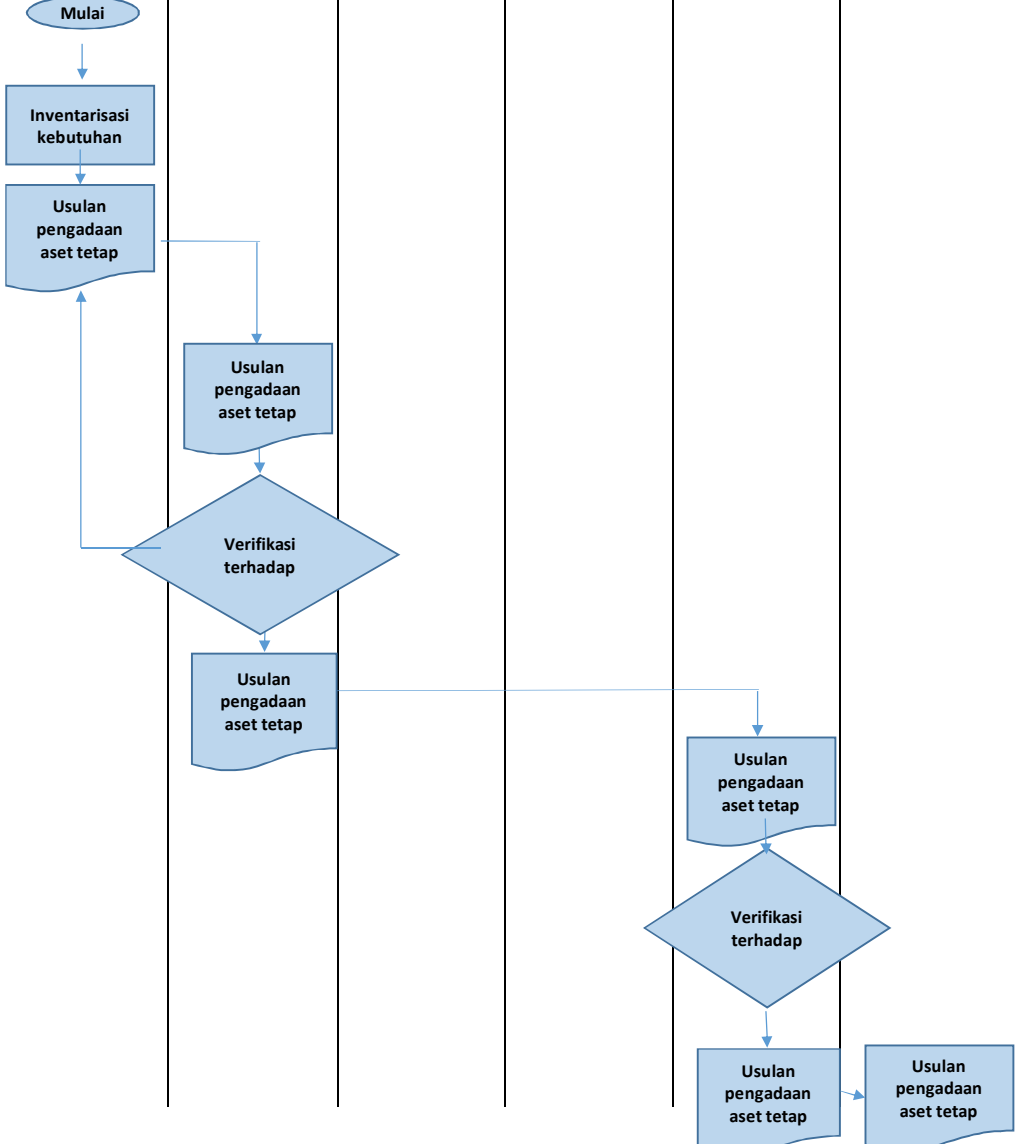 Mulai
Inventarisasi
kebutuhan
Usulan
pengadaan
aset tetap
Usulan
pengadaan
aset tetap
Verifikasi
terhadap
Usulan
pengadaan
aset tetap
Usulan
pengadaan
aset tetap
Verifikasi
terhadap
Usulan
pengadaan
aset tetap
Usulan
pengadaan
aset tetap